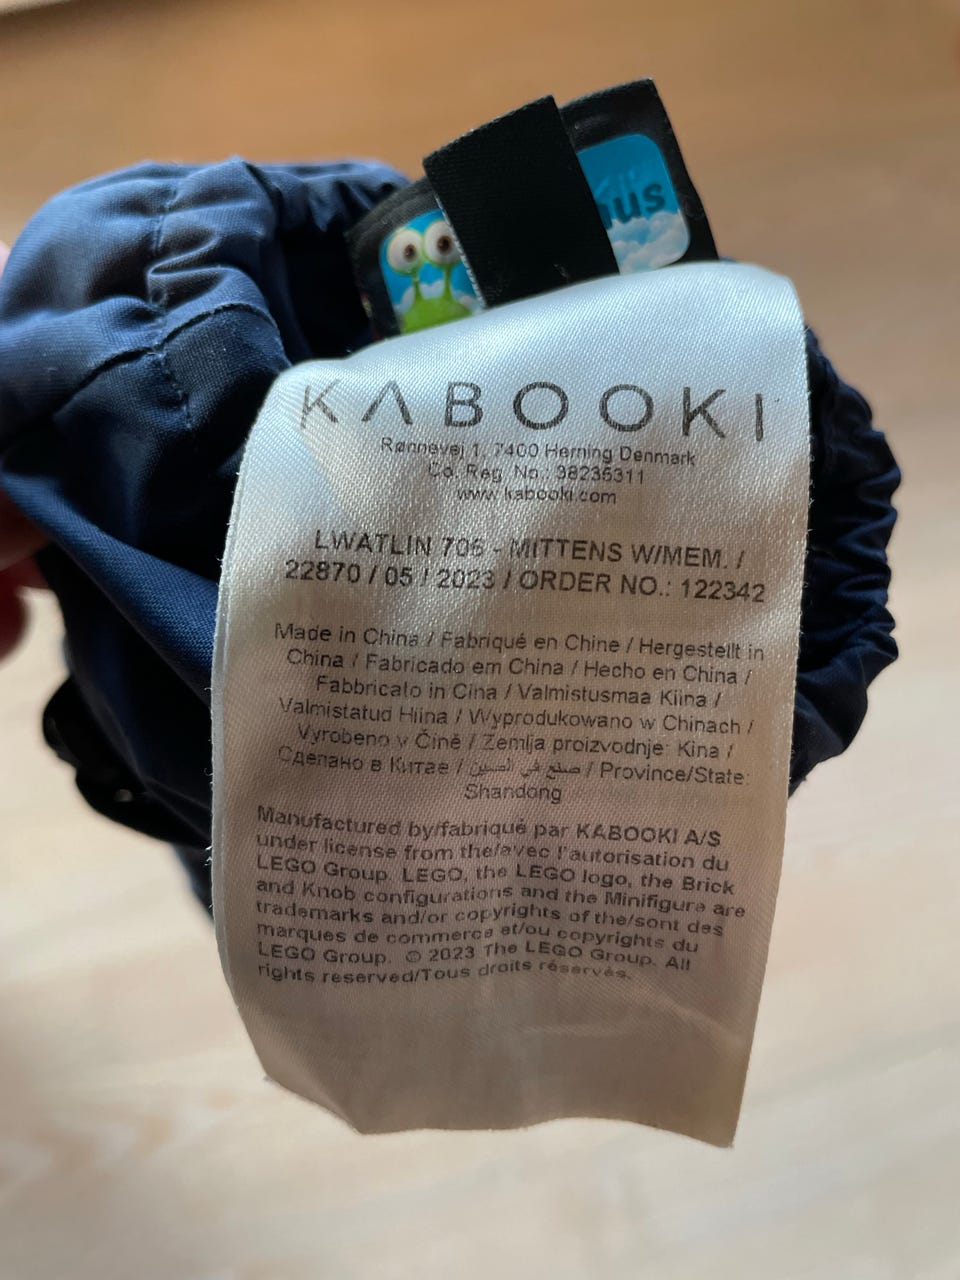 us
KABOOKI
Rønnevej 1, 7400 Herning Denmark
Co. Reg. No.: 38235311
www.kabooki.com
LWATLIN 706 - MITTENS W/MEM. /
22870 / 05 / 2023 / ORDER NO.: 122342
Made in China / Fabriqué en Chine / Hergestellt in
China / Fabricado em China / Hecho en China /
Fabbricato in Cina / Valmistusmaa Kiina /
Valmistatud Hiina / Wyprodukowano w Chinach /
Vyrobeno v Číně / Zemlja proizvodnje: Kina /
Сделано в Китае / صنع في الصين / Province/State:
Shandong
Manufactured by/fabriqué par KABOOKI A/S
under license from the/avec l'autorisation du
LEGO Group. LEGO, the LEGO logo, the Brick
and Knob configurations and the Minifigure are
trademarks and/or copyrights of the/sont des
marques de commerce et/ou copyrights du
LEGO Group. © 2023 The LEGO Group. All
rights reserved/Tous droits réservés.